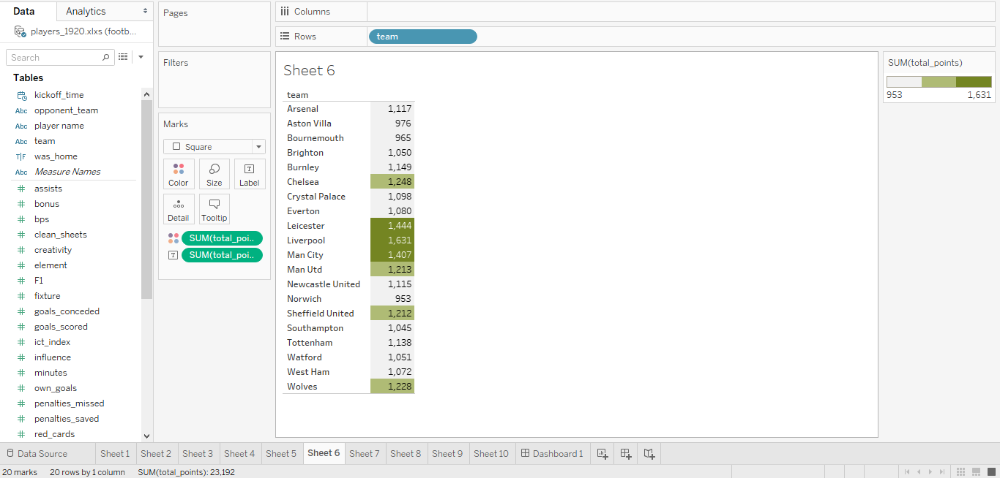 Data Analytics
players_1920.xlxs (footb...
Search
Tables
kickoff_time
Abc opponent_team
Abc player name
Abc team
T|F was_home
Abc Measure Names
# assists
# bonus
# bps
# clean_sheets
# creativity
# element
# F1
# fixture
# goals_conceded
# goals_scored
# ict_index
# influence
# minutes
# own_goals
# penalties_missed
# penalties_saved
# red_cards
Pages
Filters
Marks
Square
Color Size Label
Detail Tooltip
SUM(total_poi..
T SUM(total_poi..
Columns
Rows team
Sheet 6
team
Arsenal 1,117
Aston Villa 976
Bournemouth 965
Brighton 1,050
Burnley 1,149
Chelsea 1,248
Crystal Palace 1,098
Everton 1,080
Leicester 1,444
Liverpool 1,631
Man City 1,407
Man Utd 1,213
Newcastle United 1,115
Norwich 953
Sheffield United 1,212
Southampton 1,045
Tottenham 1,138
Watford 1,051
West Ham 1,072
Wolves 1,228
SUM(total_points)
953 1,631
Data Source Sheet 1 Sheet 2 Sheet 3 Sheet 4 Sheet 5 Sheet 6 Sheet 7 Sheet 8 Sheet 9 Sheet 10 Dashboard 1
20 marks 20 rows by 1 column SUM(total_points): 23,192